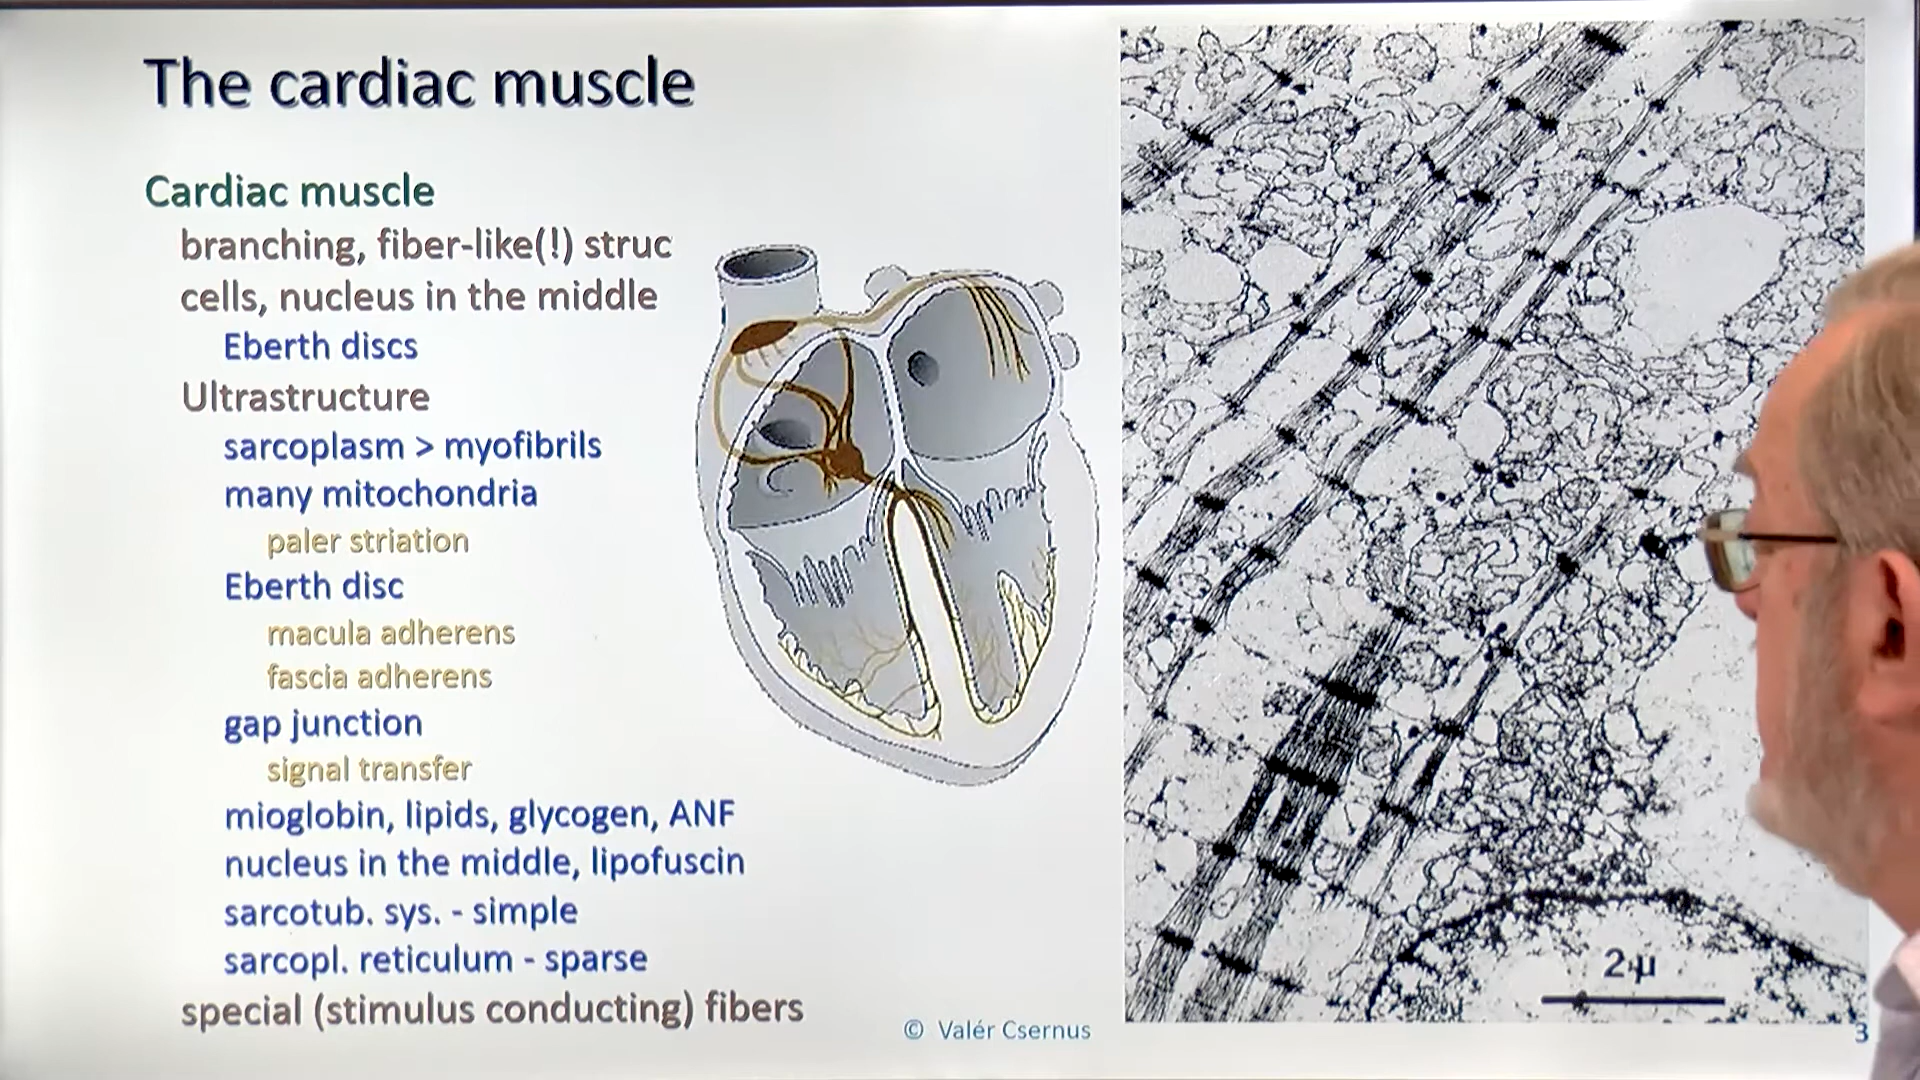 The cardiac muscle
Cardiac muscle
branching, fiber-like(!) struc
cells, nucleus in the middle
Eberth discs
Ultrastructure
sarcoplasm > myofibrils
many mitochondria
paler striation
Eberth disc
macula adherens
fascia adherens
gap junction
signal transfer
mioglobin, lipids, glycogen, ANF
nucleus in the middle, lipofuscin
sarcotub. sys. - simple
sarcopl. reticulum - sparse
special (stimulus conducting) fibers
2μ
© Valér Csernus
3